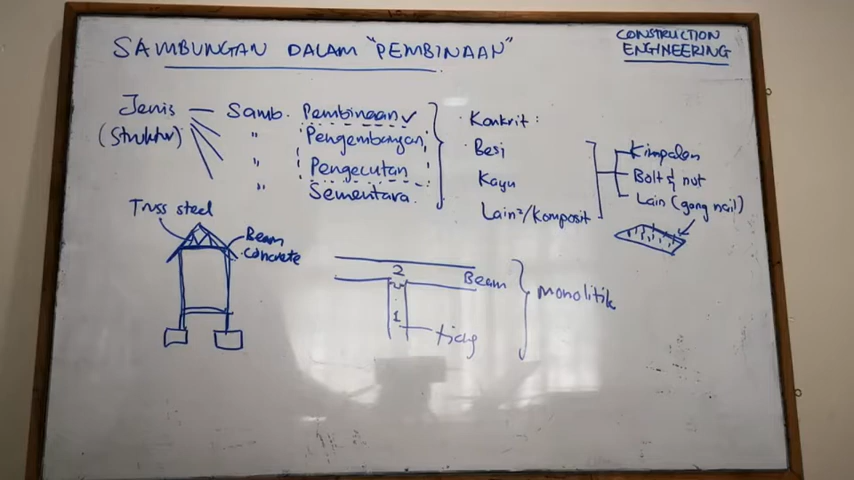 SAMBUNGAN DALAM "PEMBINAAN"
CONSTRUCTION
ENGINEERING
Jenis
(Struktur)
Samb. Pembinaan ✓
" Pengembangan
" Pengecutan
" Sementara.
Konkrit :
Besi
Kayu
Lain²/Komposit
Kimpalan
Bolt & nut
Lain (gang nail)
Truss steel
Beam
concrete
2
Beam
1
tiang
monolitik